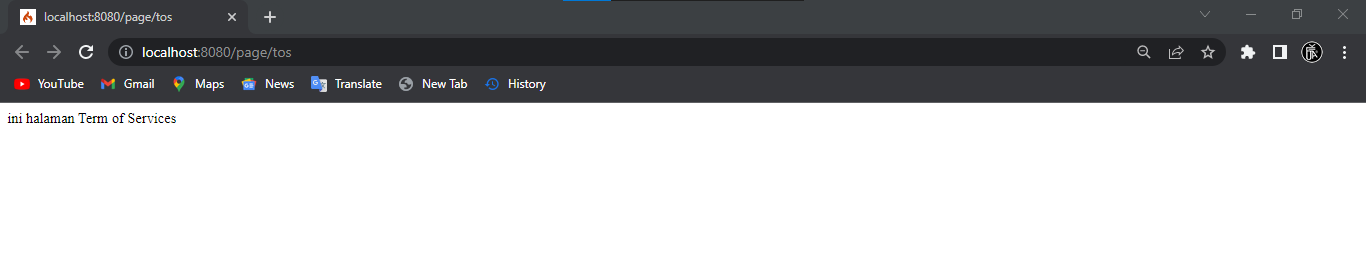 localhost:8080/page/tos
localhost:8080/page/tos
YouTube Gmail Maps News Translate New Tab History
ini halaman Term of Services